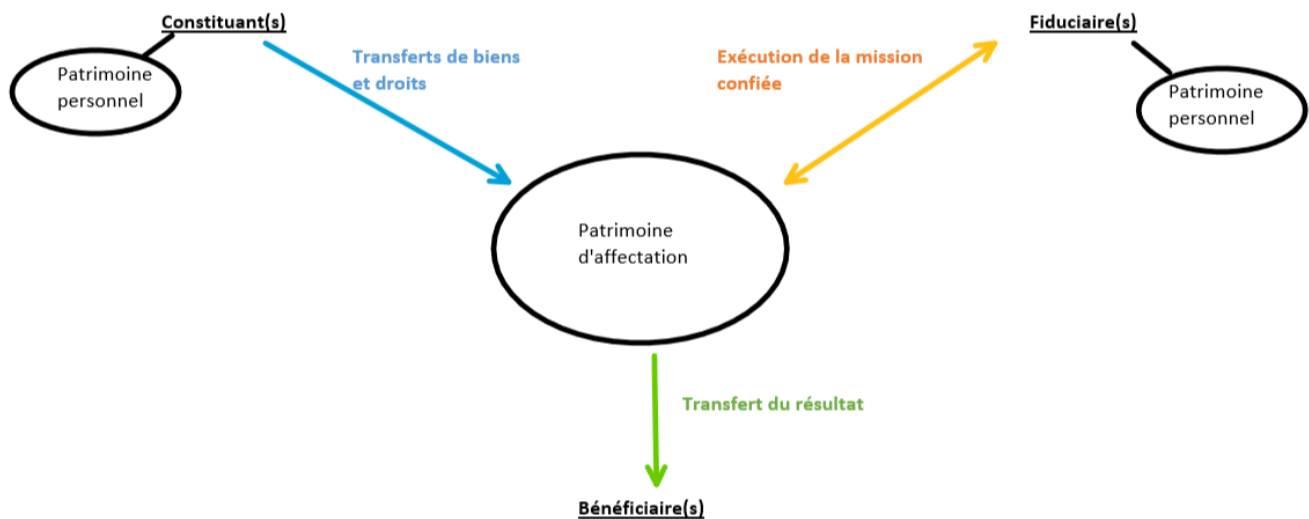 Constituant(s)
Fiduciaire(s)
Transferts de biens
et droits
Exécution de la mission
confiée
Patrimoine
personnel
Patrimoine
personnel
Patrimoine
d'affectation
Transfert du résultat
Bénéficiaire(s)